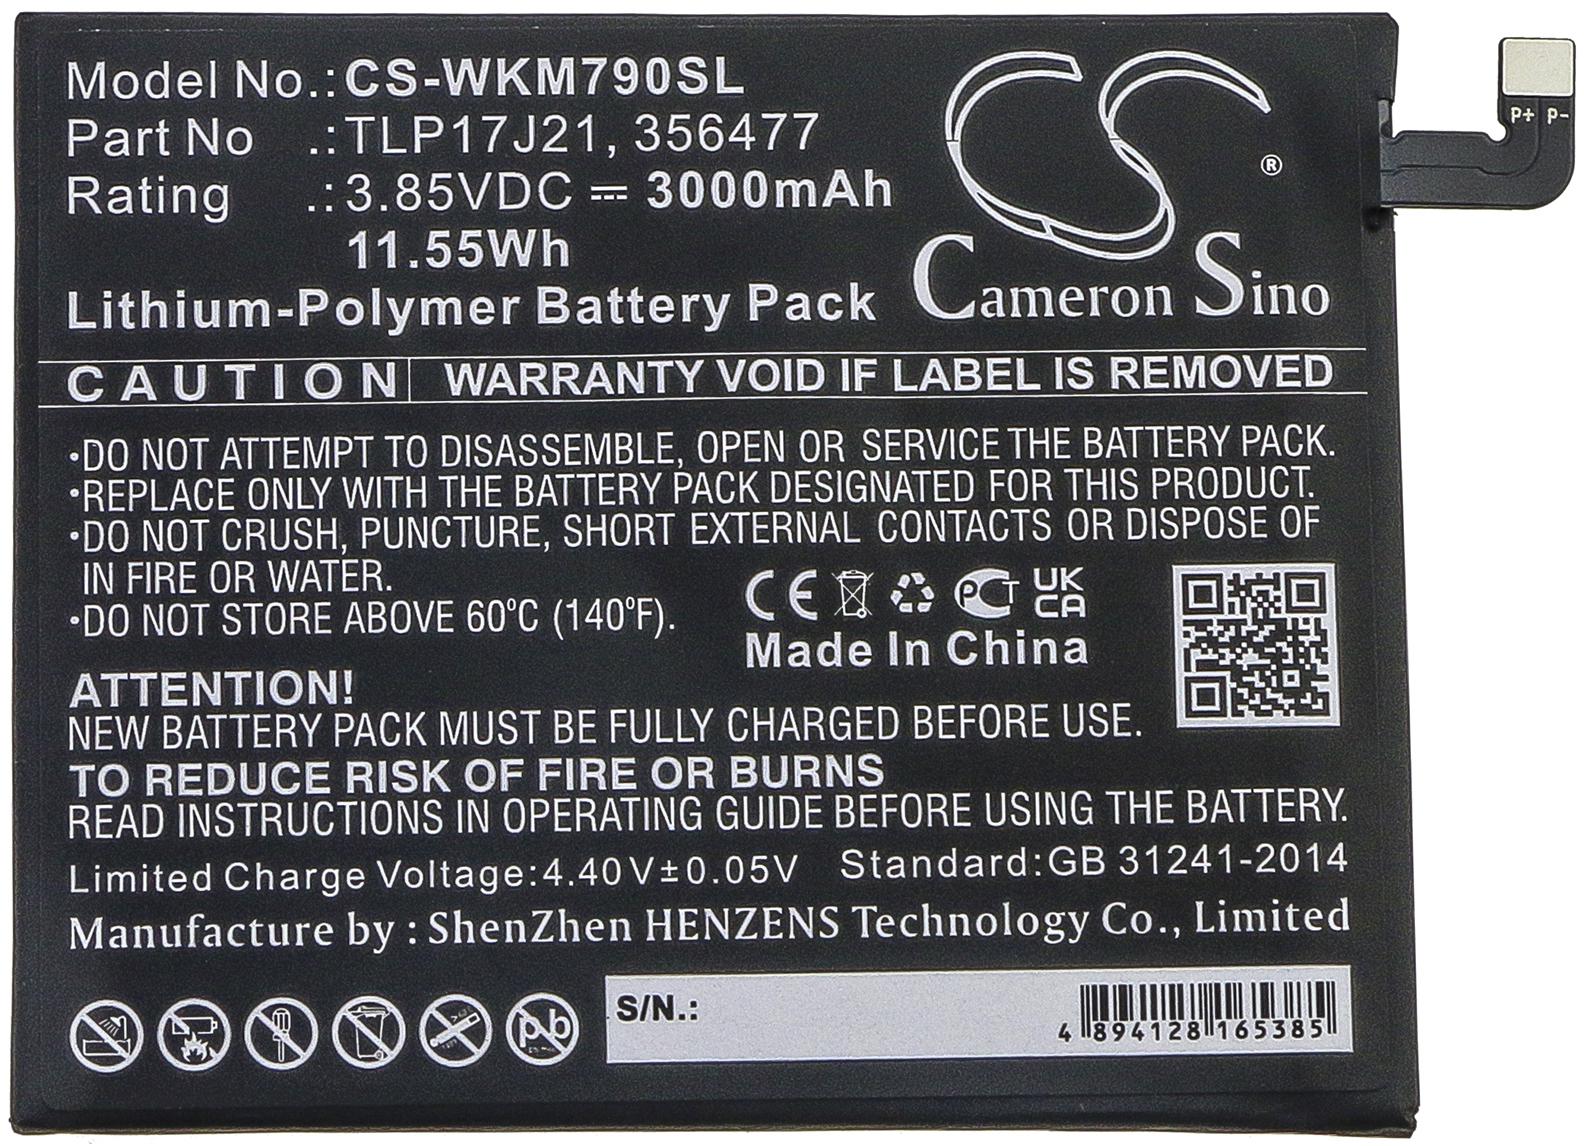 Model No.:CS-WKM790SL
Part No .:TLP17J21, 356477
Rating .:3.85VDC ⎓ 3000mAh
11.55Wh
Lithium-Polymer Battery Pack
CS®
Cameron Sino
P+ P-
CAUTION WARRANTY VOID IF LABEL IS REMOVED
·DO NOT ATTEMPT TO DISASSEMBLE, OPEN OR SERVICE THE BATTERY PACK.
·REPLACE ONLY WITH THE BATTERY PACK DESIGNATED FOR THIS PRODUCT.
·DO NOT CRUSH, PUNCTURE, SHORT EXTERNAL CONTACTS OR DISPOSE OF
IN FIRE OR WATER.
·DO NOT STORE ABOVE 60°C (140°F).
CE PCT UK
CA
Made In China
ATTENTION!
NEW BATTERY PACK MUST BE FULLY CHARGED BEFORE USE.
TO REDUCE RISK OF FIRE OR BURNS
READ INSTRUCTIONS IN OPERATING GUIDE BEFORE USING THE BATTERY.
Limited Charge Voltage:4.40V±0.05V Standard:GB 31241-2014
Manufacture by : ShenZhen HENZENS Technology Co., Limited
Pb
S/N.:
4 894128 165385